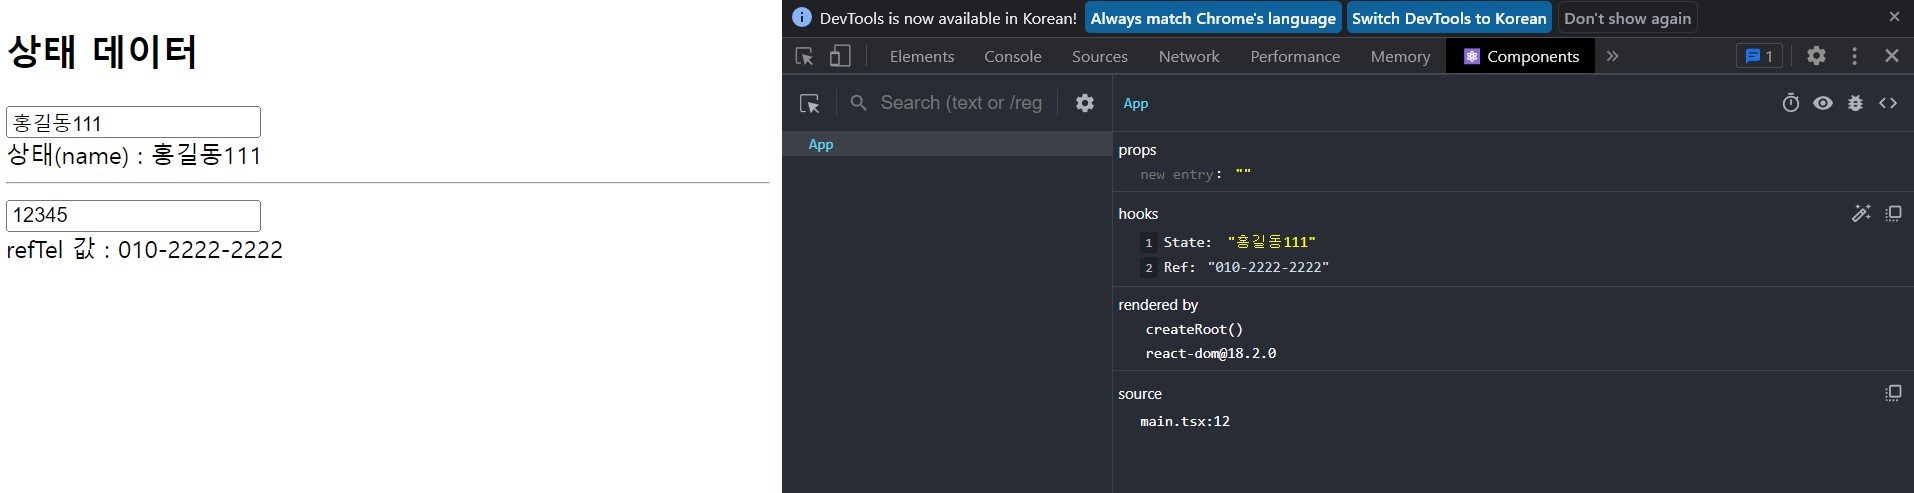 상태 데이터
홍길동111
상태(name) : 홍길동111
12345
refTel 값 : 010-2222-2222
DevTools is now available in Korean! Always match Chrome's language Switch DevTools to Korean Don't show again
Elements Console Sources Network Performance Memory Components » 1
Search (text or /reg
App
App
props
new entry: ""
hooks
1 State: "홍길동111"
2 Ref: "010-2222-2222"
rendered by
createRoot()
react-dom@18.2.0
source
main.tsx:12